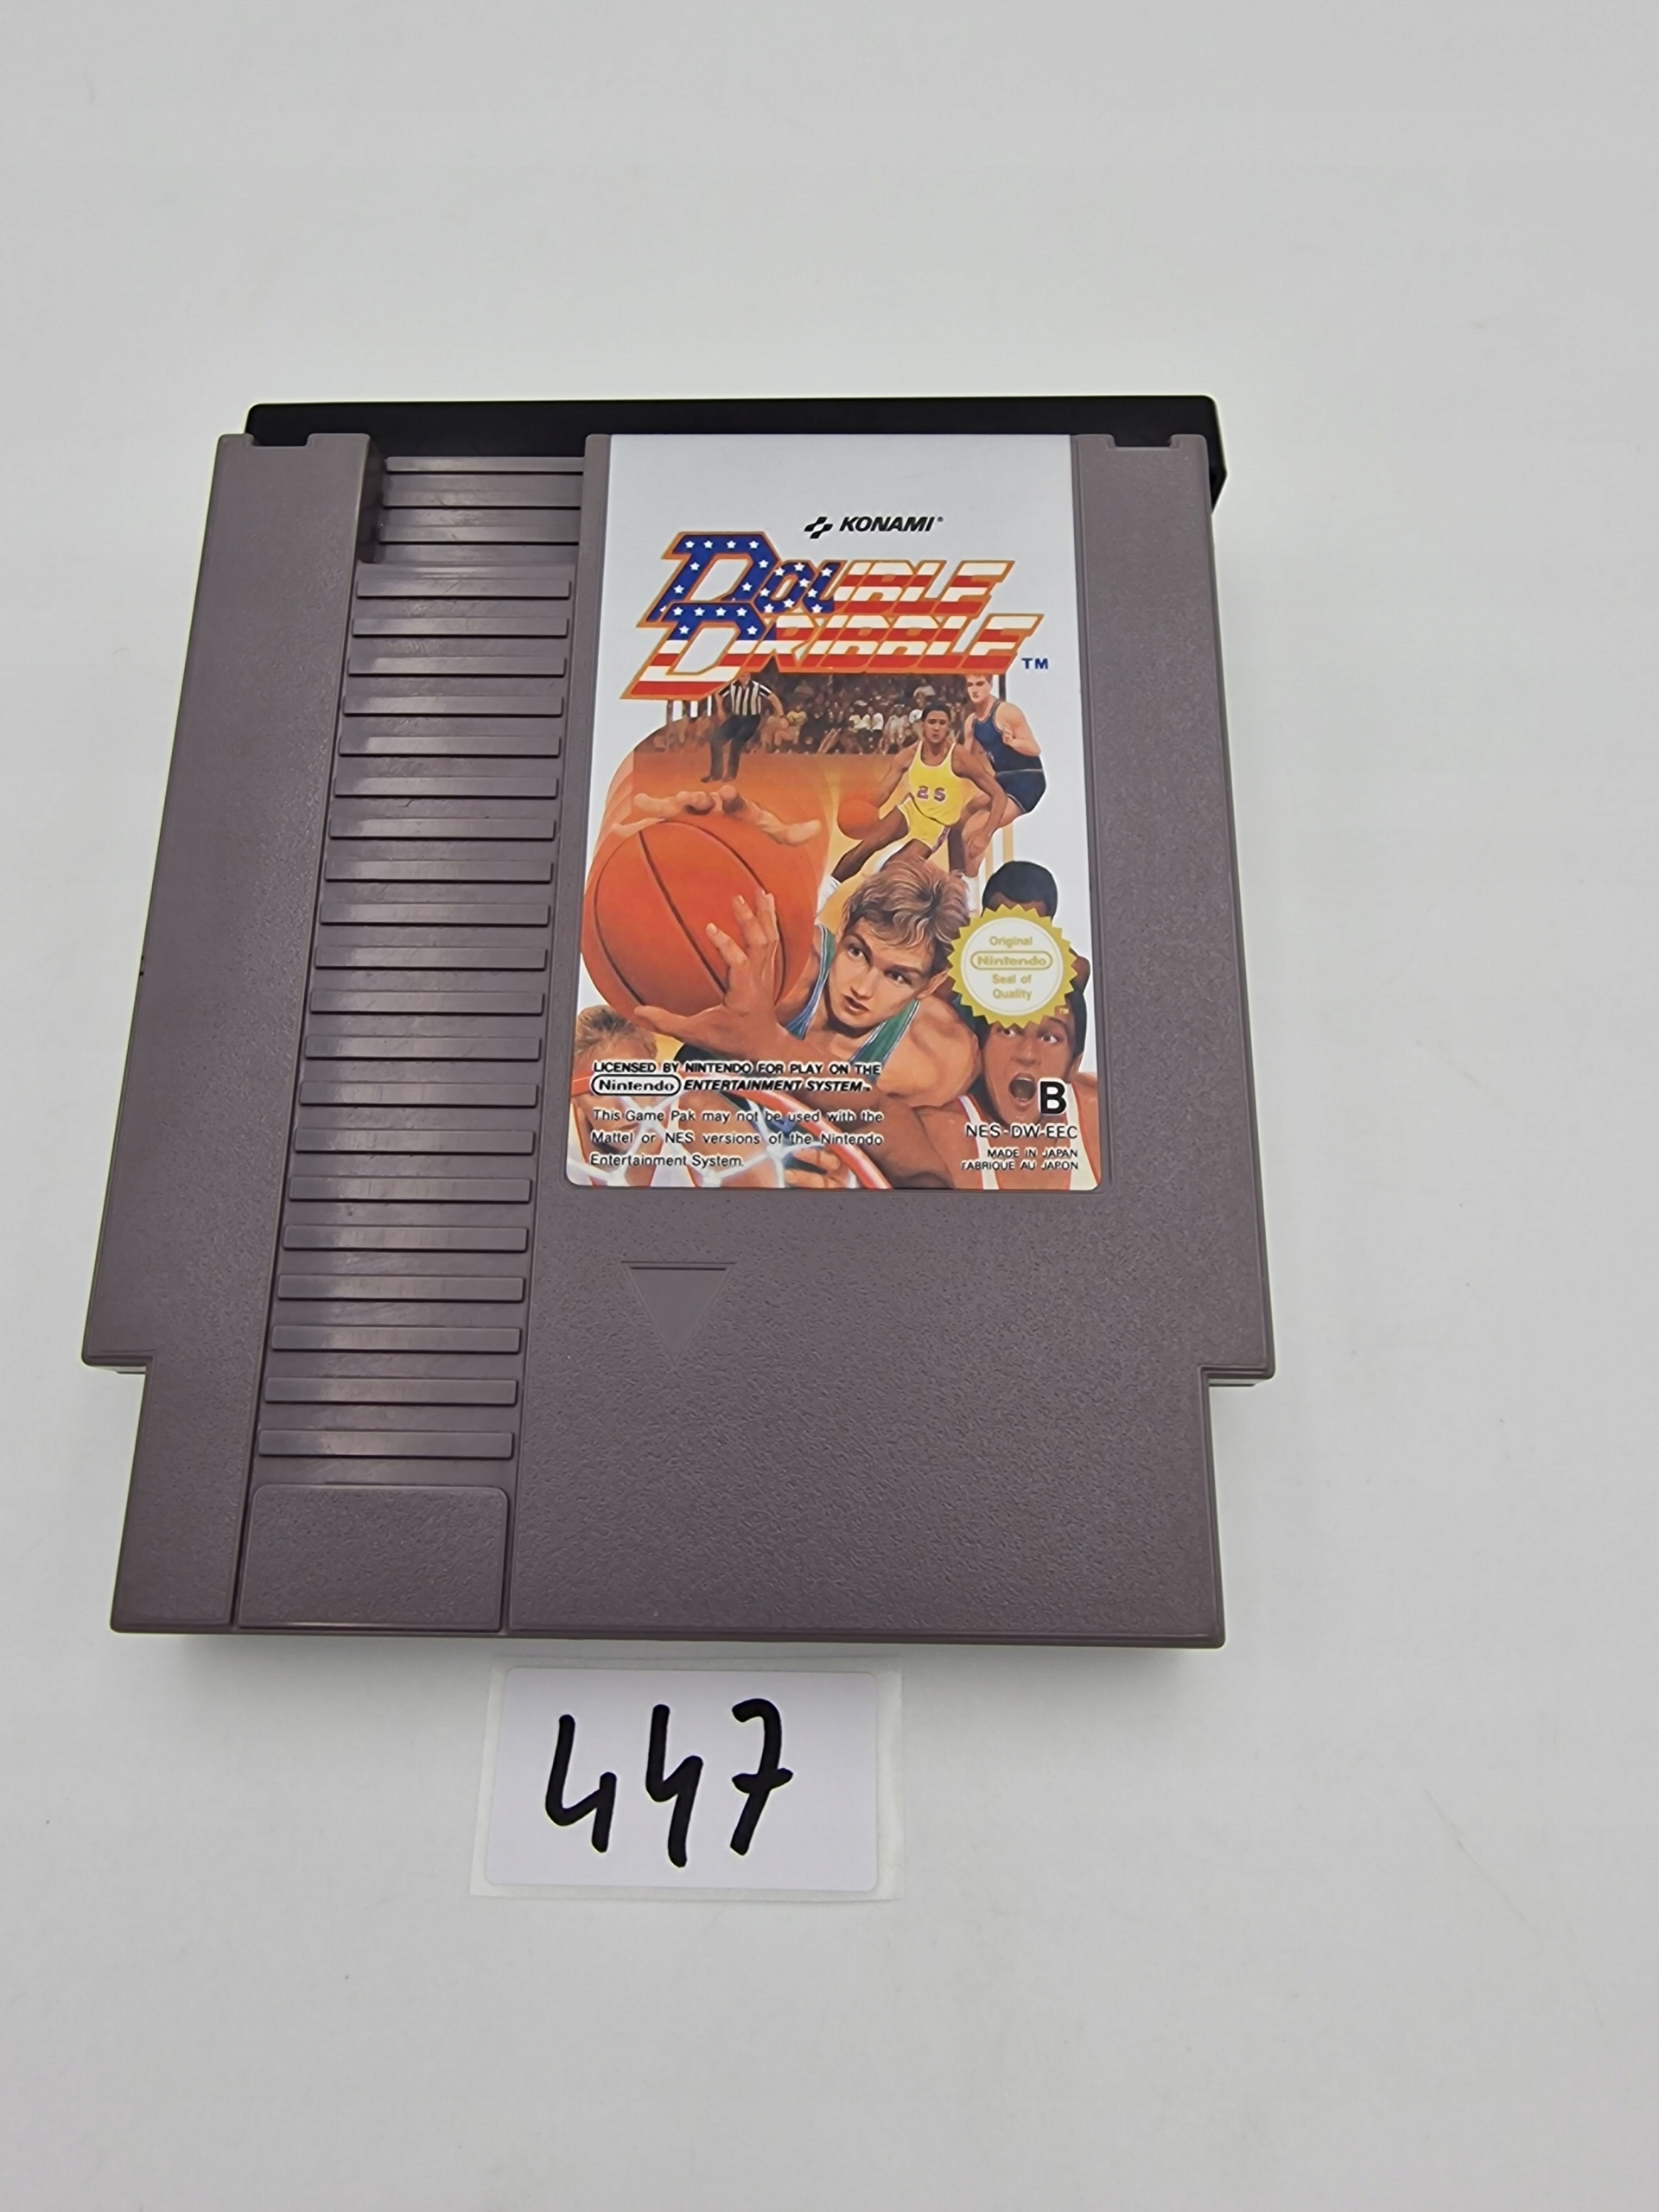 KONAMI®
DOUBLE
DRIBBLE TM
25
Original
Nintendo
Seal of
Quality
TM
LICENSED BY NINTENDO FOR PLAY ON THE
Nintendo ENTERTAINMENT SYSTEM™
This Game Pak may not be used with the
Mattel or NES versions of the Nintendo
Entertainment System.
B
NES-DW-EEC
MADE IN JAPAN
FABRIQUE AU JAPON
447